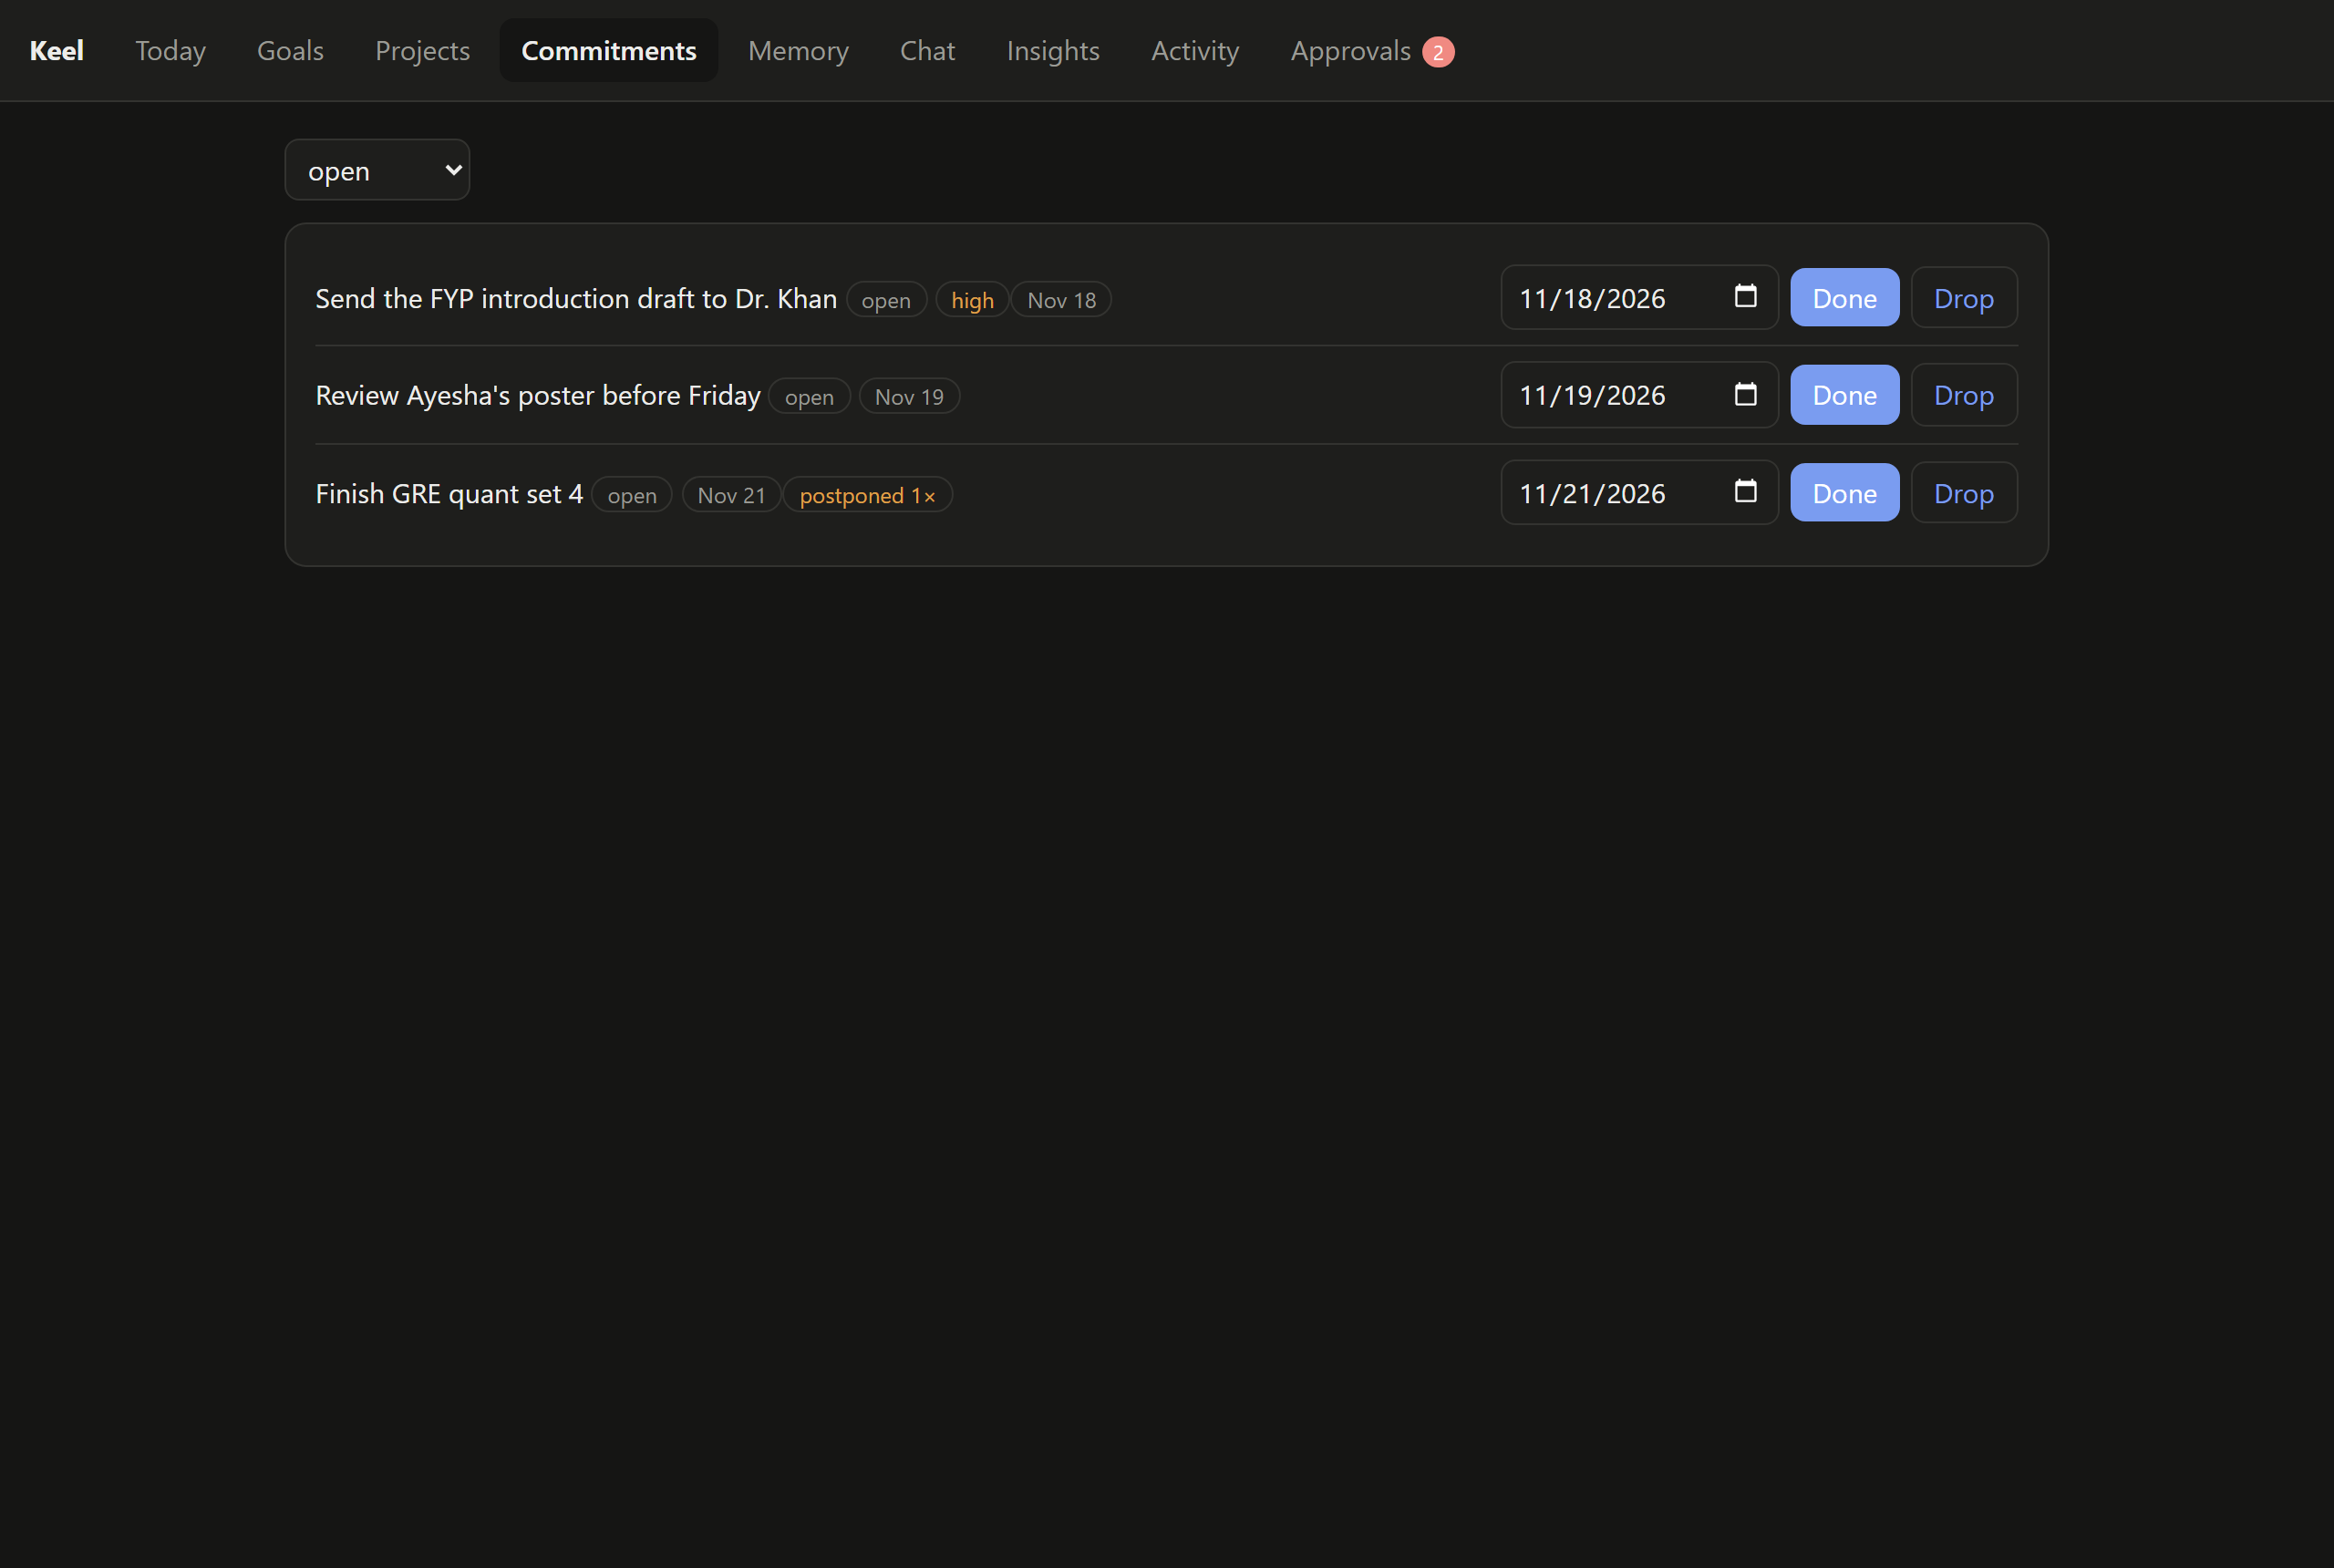 Keel Today Goals Projects Commitments Memory Chat Insights Activity Approvals 2
open
Send the FYP introduction draft to Dr. Khan open high Nov 18 11/18/2026 Done Drop
Review Ayesha's poster before Friday open Nov 19 11/19/2026 Done Drop
Finish GRE quant set 4 open Nov 21 postponed 1× 11/21/2026 Done Drop